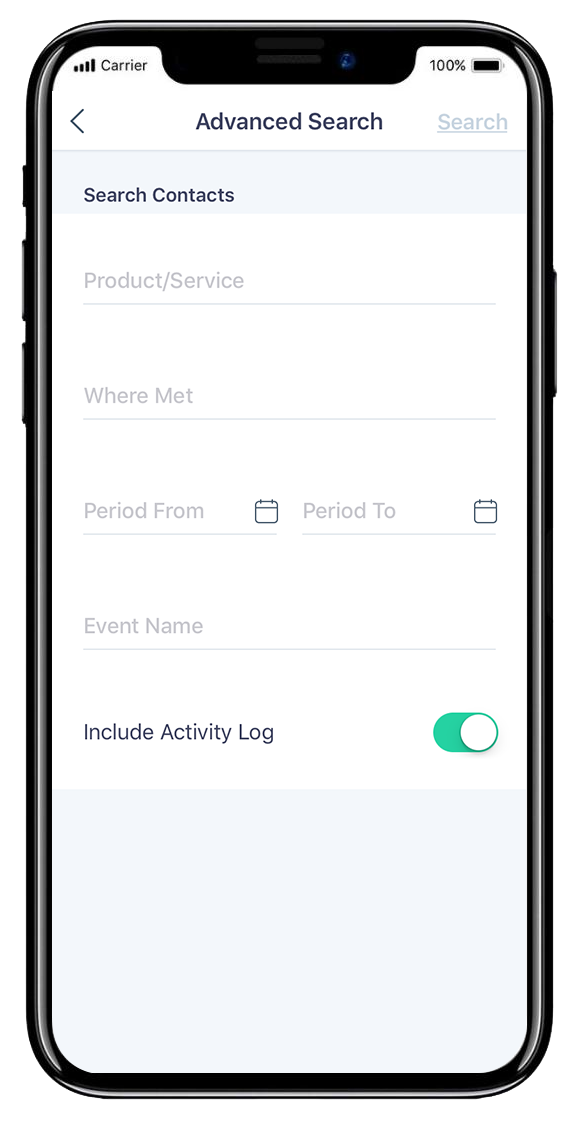 Carrier 100%
Advanced Search Search
Search Contacts
Product/Service
Where Met
Period From Period To
Event Name
Include Activity Log